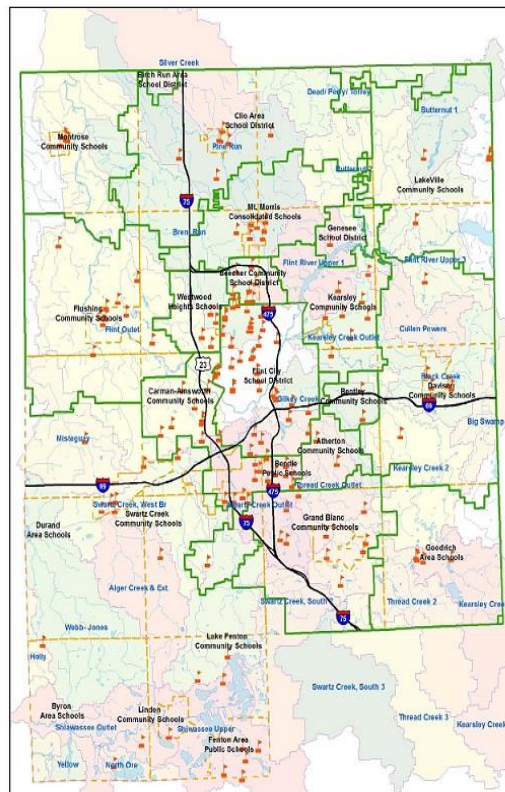 Silver Creek
Birch Run Area
School District
Dead/ Perry/ Torrey
Butternut 1
Clio Area
School District
Montrose
Community Schools
Pine Run
Butternut 2
LakeVille
Community Schools
75
Mt. Morris
Consolidated Schools
Brent Run
Genesee
School District
Flint River Upper 1
Flint River Upper 3
Beecher Community
School District
Westwood
Heights Schools
Kearsley
Community Schools
Flushing
Community Schools
Flint Outlet
475
Cullen Powers
Kearsley Creek Outlet
23
Flint City
School District
Black Creek
Davison
Community Schools
Carman-Ainsworth
Community Schools
Gilkey Creek
Bentley
Community Schools
69
Big Swamp
Misteguay
Atherton
Community Schools
Bendle
Public Schools
Kearsley Creek 2
Thread Creek Outlet
69
475
Swartz Creek, West Br
Swartz Creek
Community Schools
Swartz Creek Outlet
Durand
Area Schools
75
Grand Blanc
Community Schools
Goodrich
Area Schools
Alger Creek & Ext.
Swartz Creek, South 2
Thread Creek 2
Kearsley Creek
75
Webb- Jones
Lake Fenton
Community Schools
Holly
Swartz Creek, South 3
Byron
Area Schools
Linden
Community Schools
Shiawassee Outlet
Shiwassee Upper
Thread Creek 3
Kearsley Creek
Fenton Area
Public Schools
Yellow
North Ore